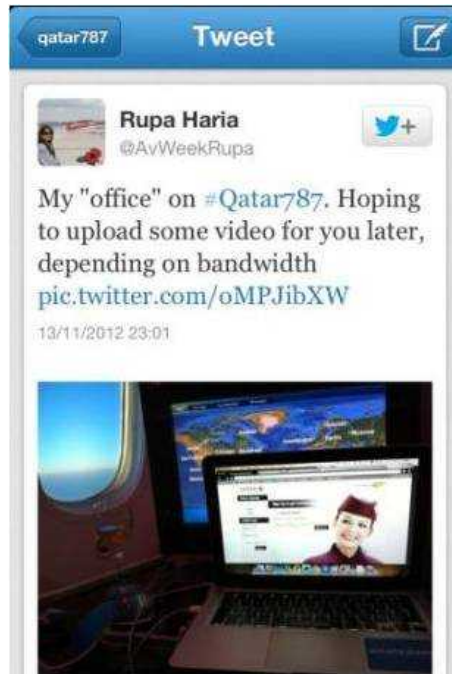 qatar787
Tweet
Rupa Haria
@AvWeekRupa
My "office" on #Qatar787. Hoping
to upload some video for you later,
depending on bandwidth
pic.twitter.com/oMPJibXW
13/11/2012 23:01